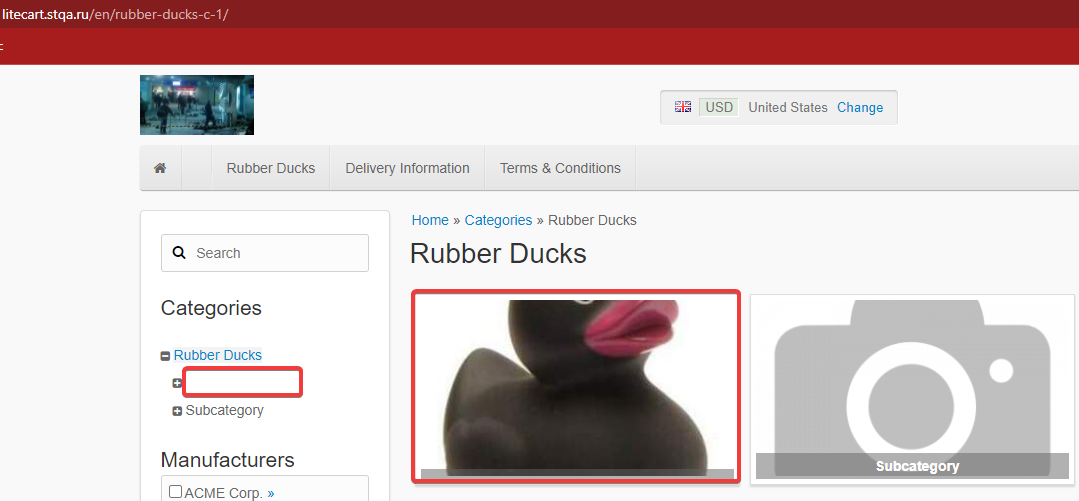 litecart.stqa.ru/en/rubber-ducks-c-1/
USD United States Change
Rubber Ducks Delivery Information Terms & Conditions
Home » Categories » Rubber Ducks
Rubber Ducks
Search
Categories
Rubber Ducks
Subcategory
Subcategory
Manufacturers
ACME Corp. »